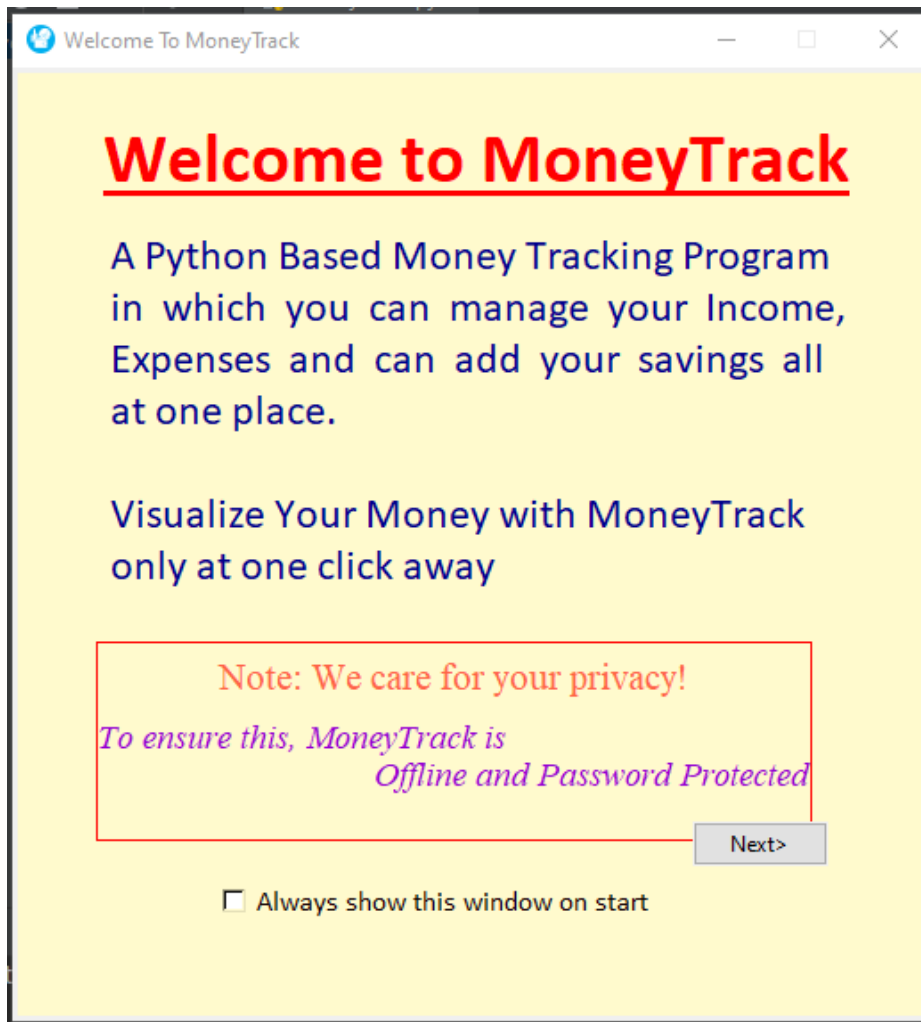 Welcome To MoneyTrack
Welcome to MoneyTrack
A Python Based Money Tracking Program
in which you can manage your Income,
Expenses and can add your savings all
at one place.
Visualize Your Money with MoneyTrack
only at one click away
Note: We care for your privacy!
To ensure this, MoneyTrack is
Offline and Password Protected
Next>
Always show this window on start